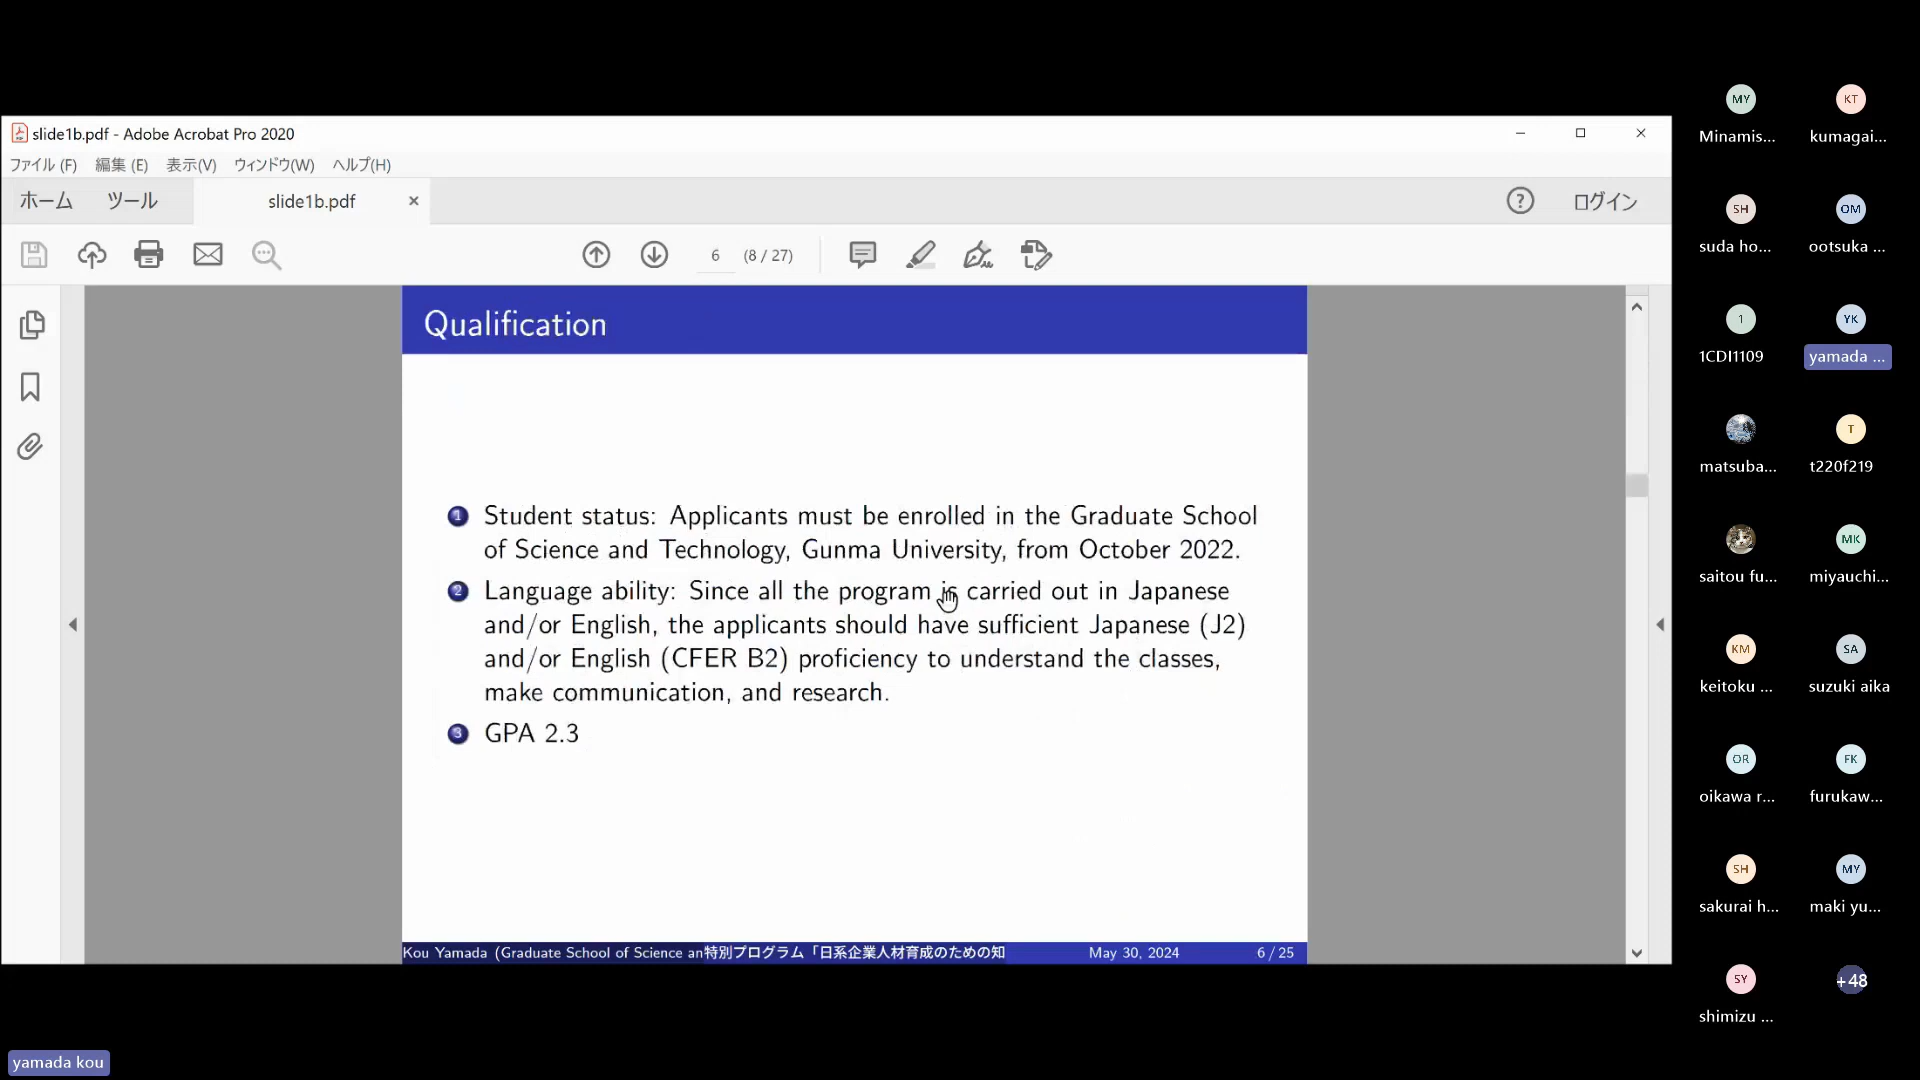 slide1b.pdf - Adobe Acrobat Pro 2020
ファイル (F) 編集 (E) 表示(V) ウィンドウ(W) ヘルプ(H)
ホーム ツール slide1b.pdf × ? ログイン
6 (8 / 27)
Qualification
1 Student status: Applicants must be enrolled in the Graduate School
of Science and Technology, Gunma University, from October 2022.
2 Language ability: Since all the program is carried out in Japanese
and/or English, the applicants should have sufficient Japanese (J2)
and/or English (CFER B2) proficiency to understand the classes,
make communication, and research.
3 GPA 2.3
Kou Yamada (Graduate School of Science an特別プログラム「日系企業人材育成のための知 May 30, 2024 6 / 25
MY KT
Minamis... kumagai...
SH OM
suda ho... ootsuka ...
1 YK
1CDI1109 yamada ...
T
matsuba... t220f219
MK
saitou fu... miyauchi...
KM SA
keitoku ... suzuki aika
OR FK
oikawa r... furukaw...
SH MY
sakurai h... maki yu...
SY +48
shimizu ...
yamada kou